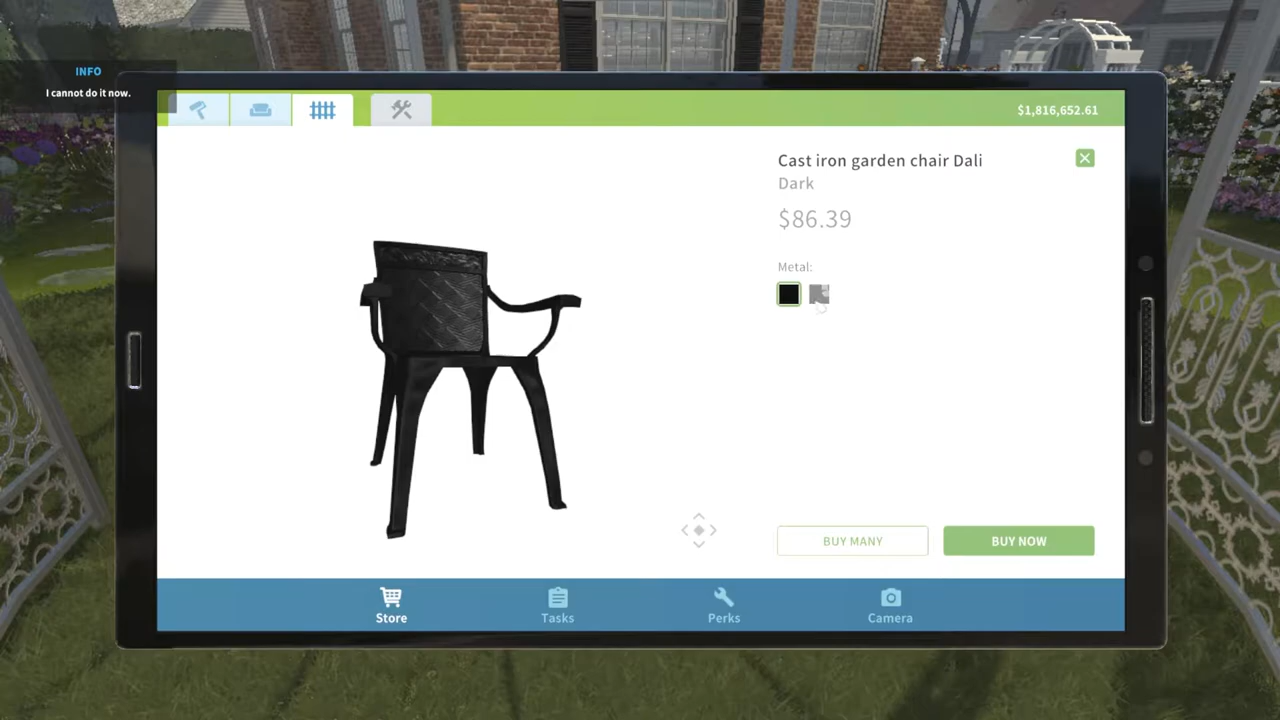 INFO
I cannot do it now.
$1,816,652.61
Cast iron garden chair Dali
Dark
$86.39
Metal:
BUY MANY
BUY NOW
Store
Tasks
Perks
Camera